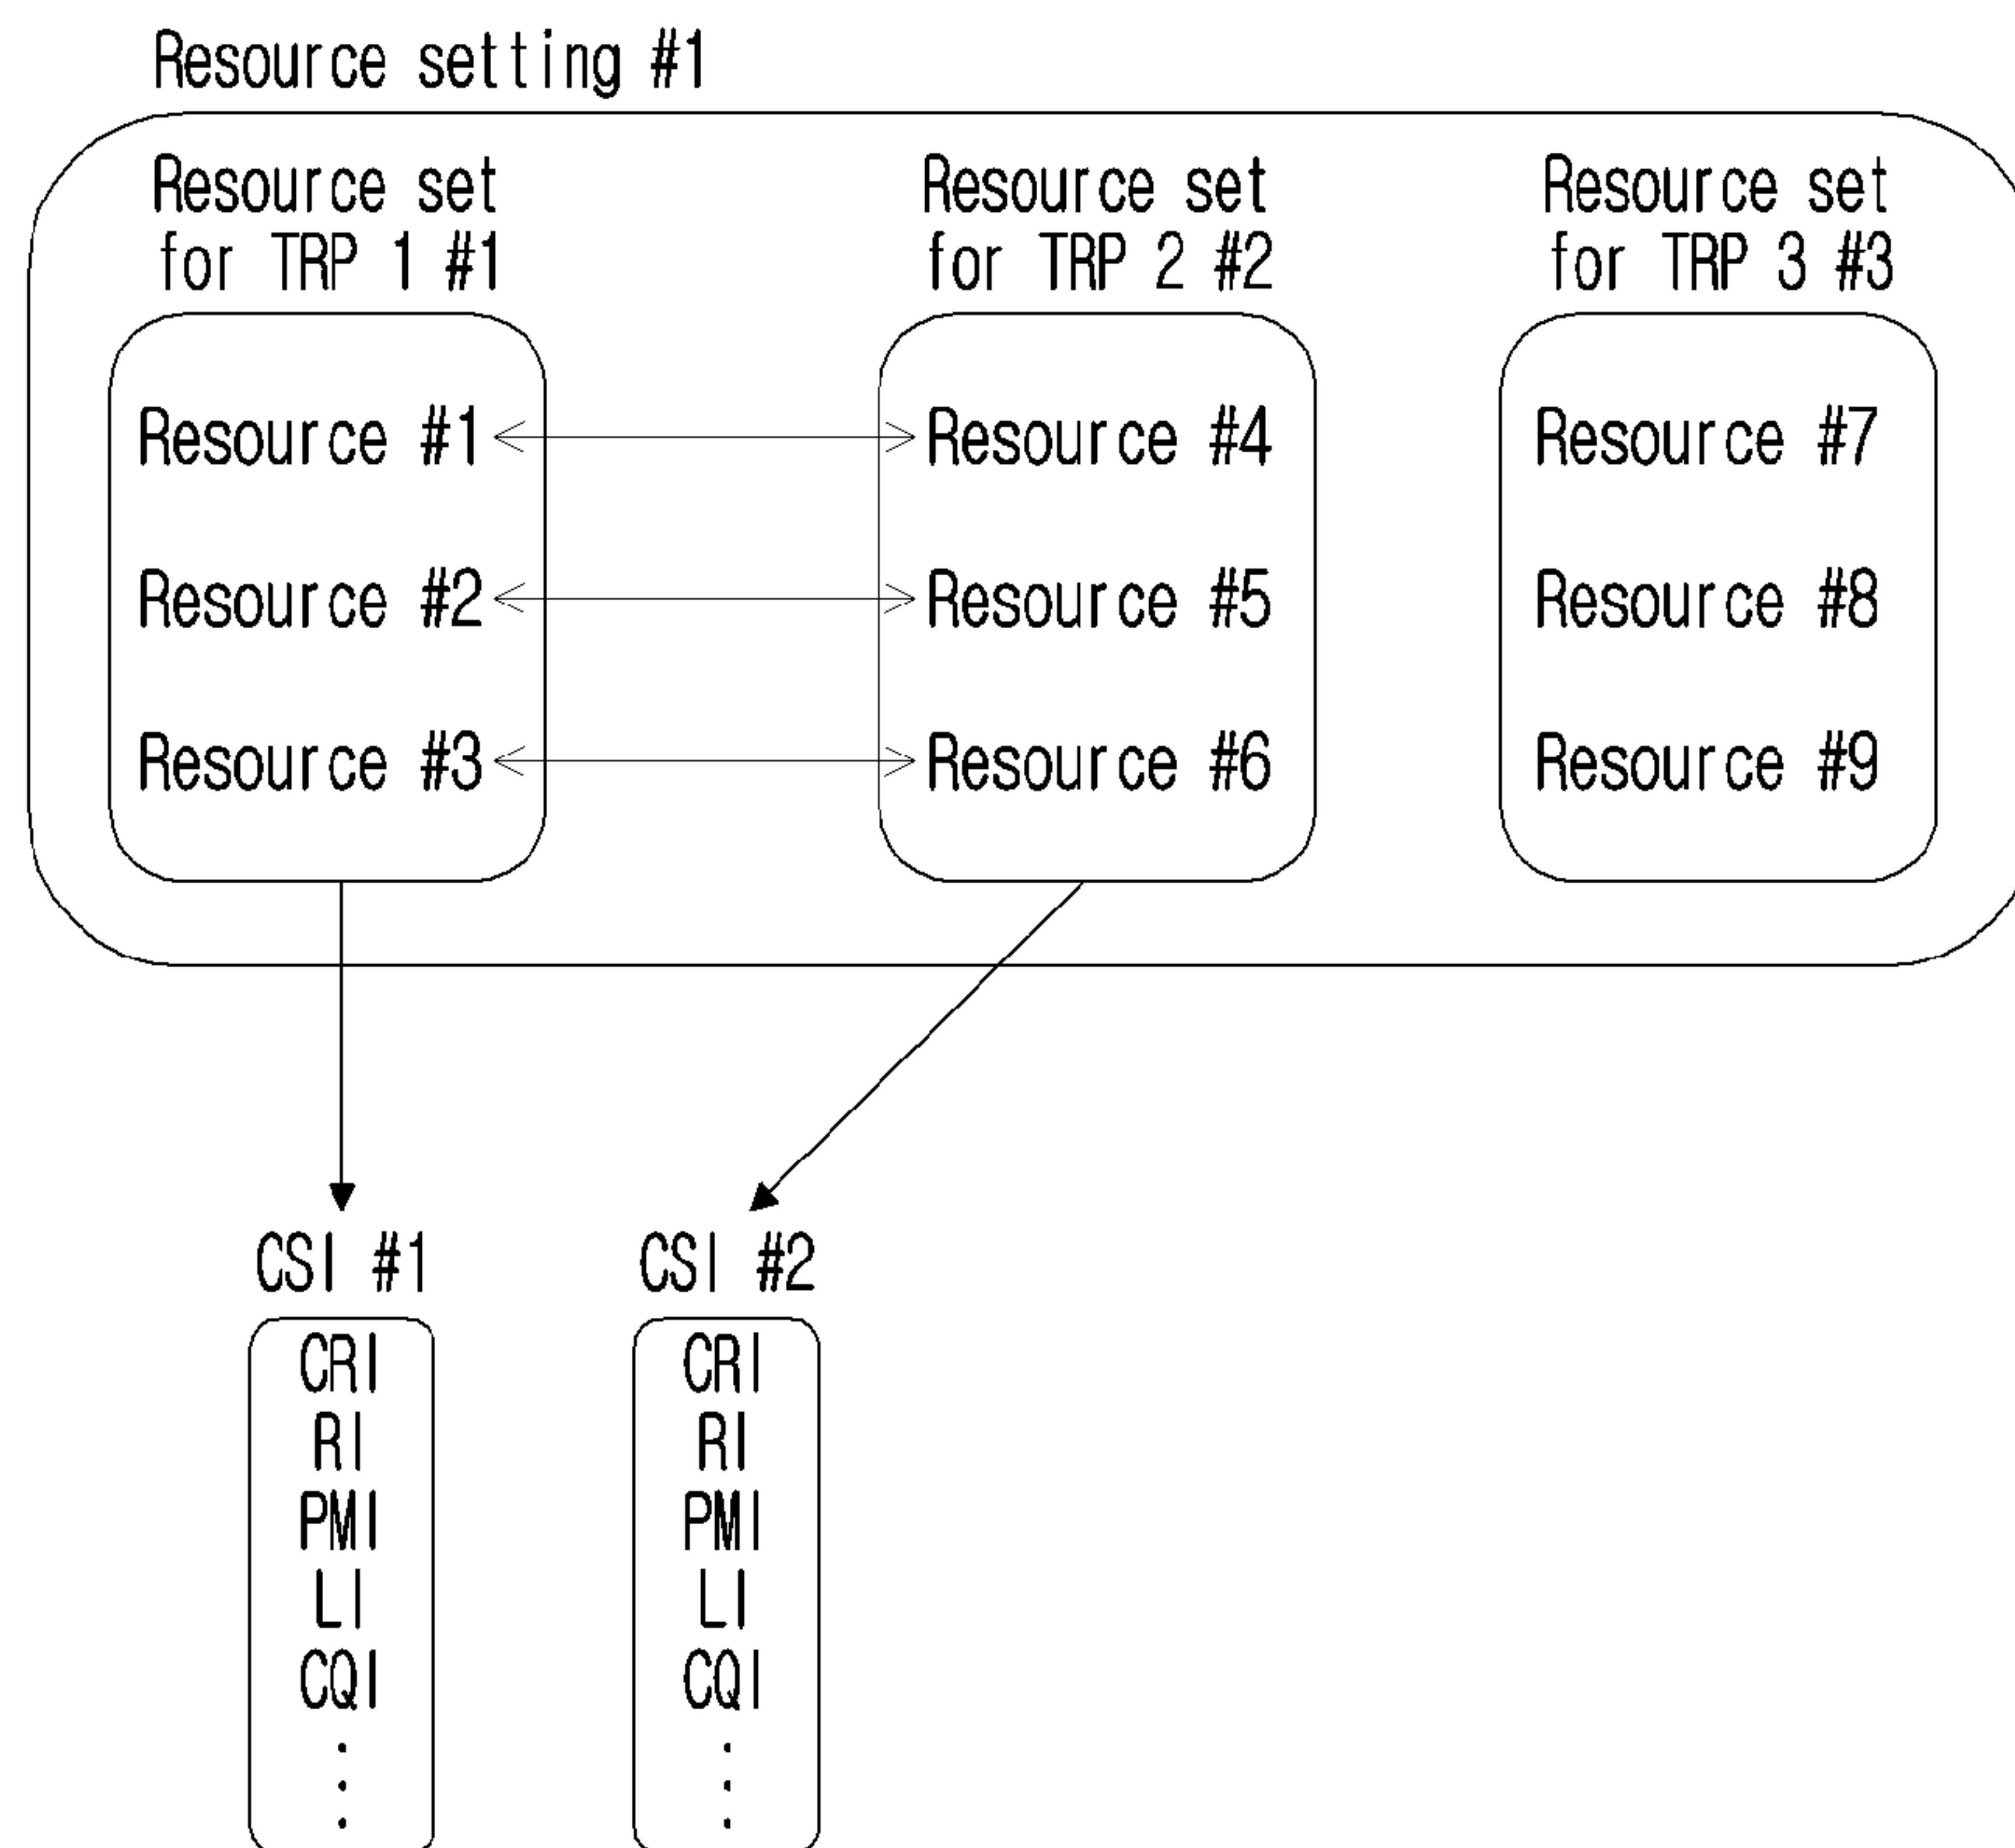 Resource setting #1
Resource set
for TRP 1 #1
Resource #1
Resource #2
Resource #3
Resource set
for TRP 2 #2
Resource #4
Resource #5
Resource #6
Resource set
for TRP 3 #3
Resource #7
Resource #8
Resource #9
CSI #1
CRI
RI
PMI
LI
CQI
CSI #2
CRI
RI
PMI
LI
CQI